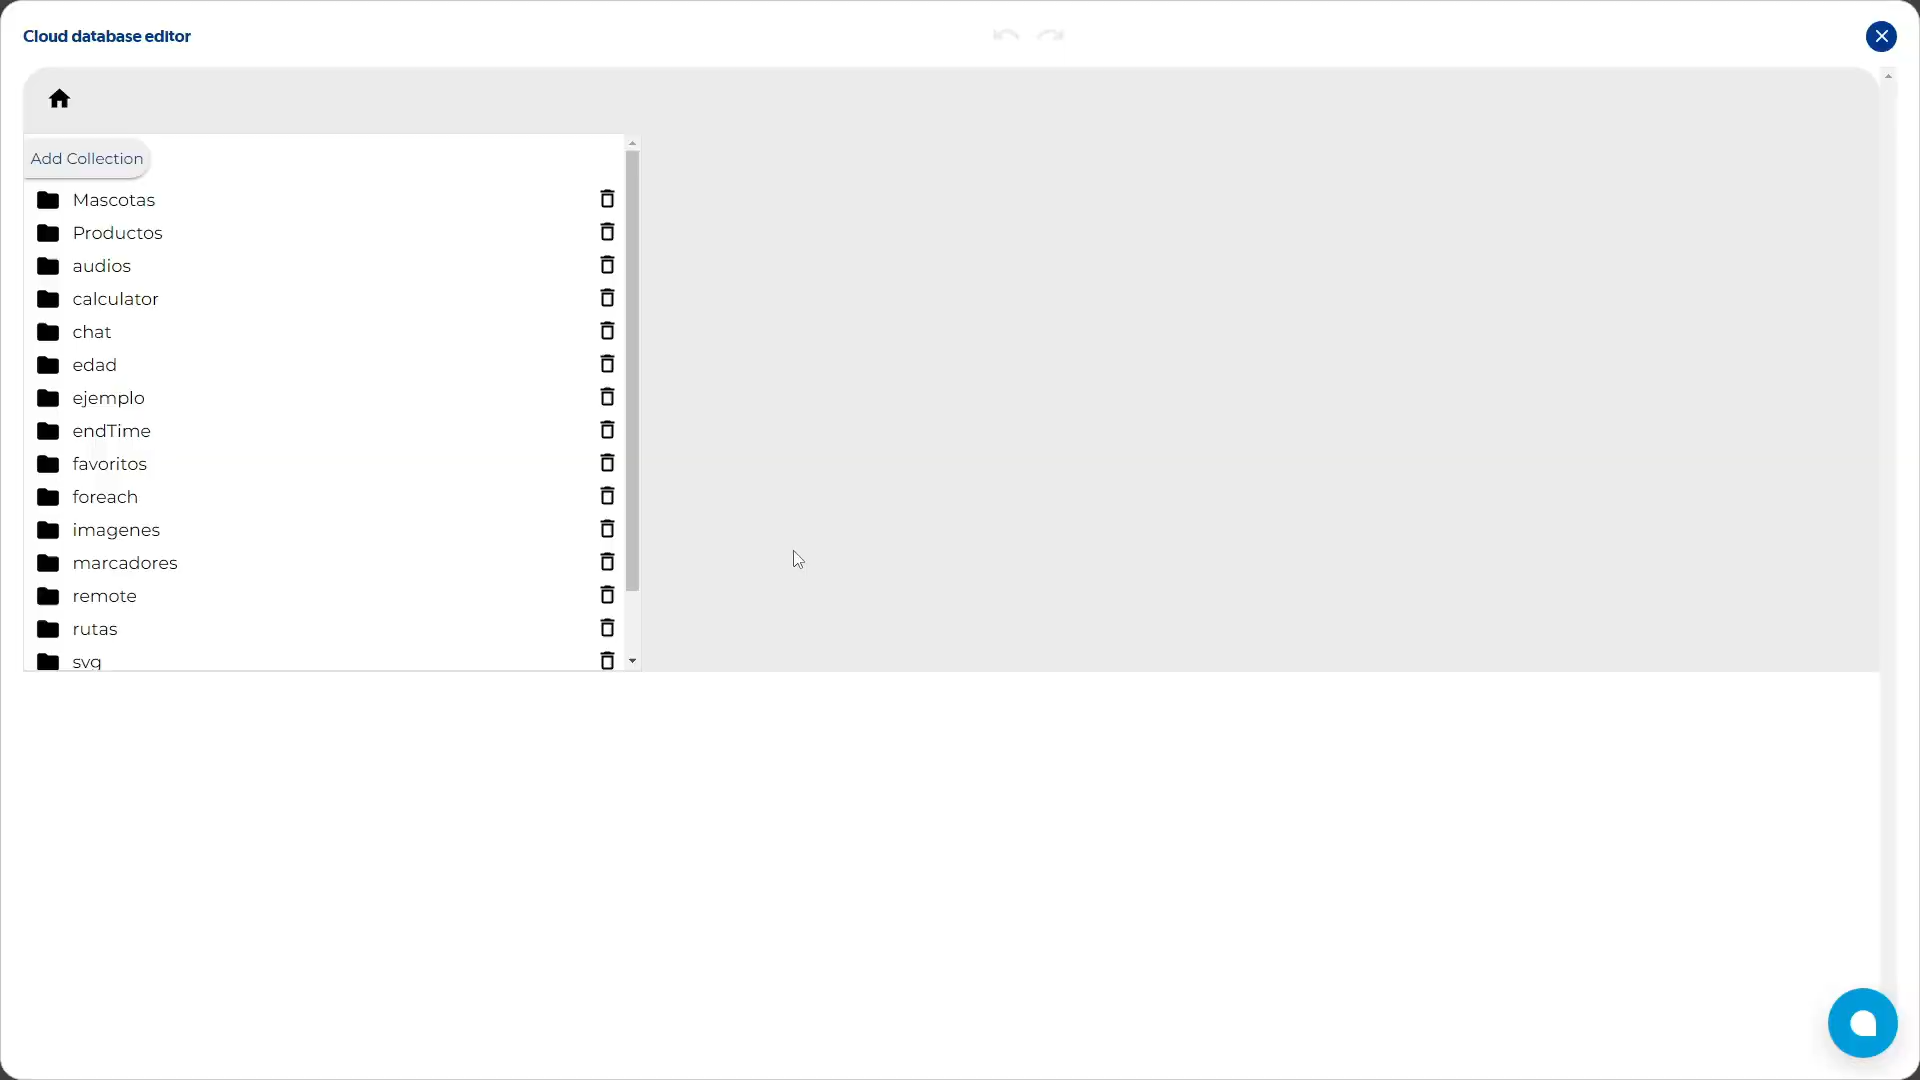 Cloud database editor
Add Collection
Mascotas
Productos
audios
calculator
chat
edad
ejemplo
endTime
favoritos
foreach
imagenes
marcadores
remote
rutas
svg